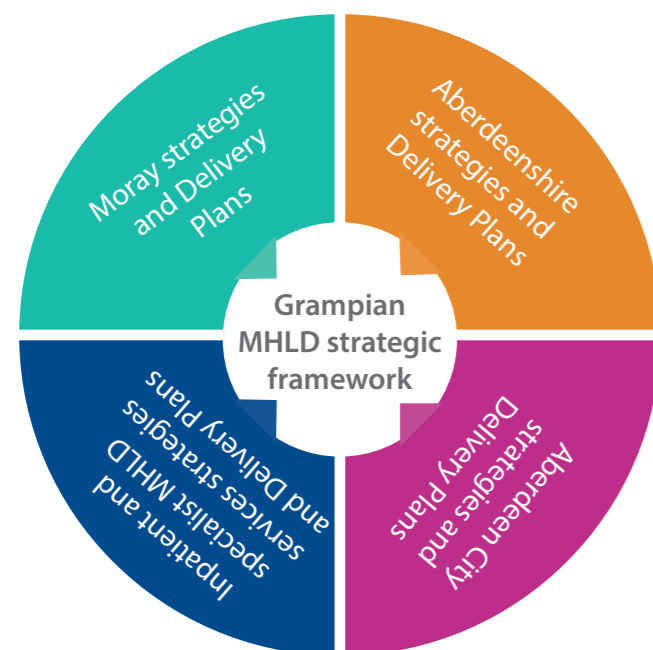 Moray strategies
and Delivery
Plans
Aberdeenshire
strategies and
Delivery Plans
Grampian
MHLD strategic
framework
Inpatient and
specialist MHLD
services strategies
and Delivery Plans
Aberdeen City
strategies and
Delivery Plans